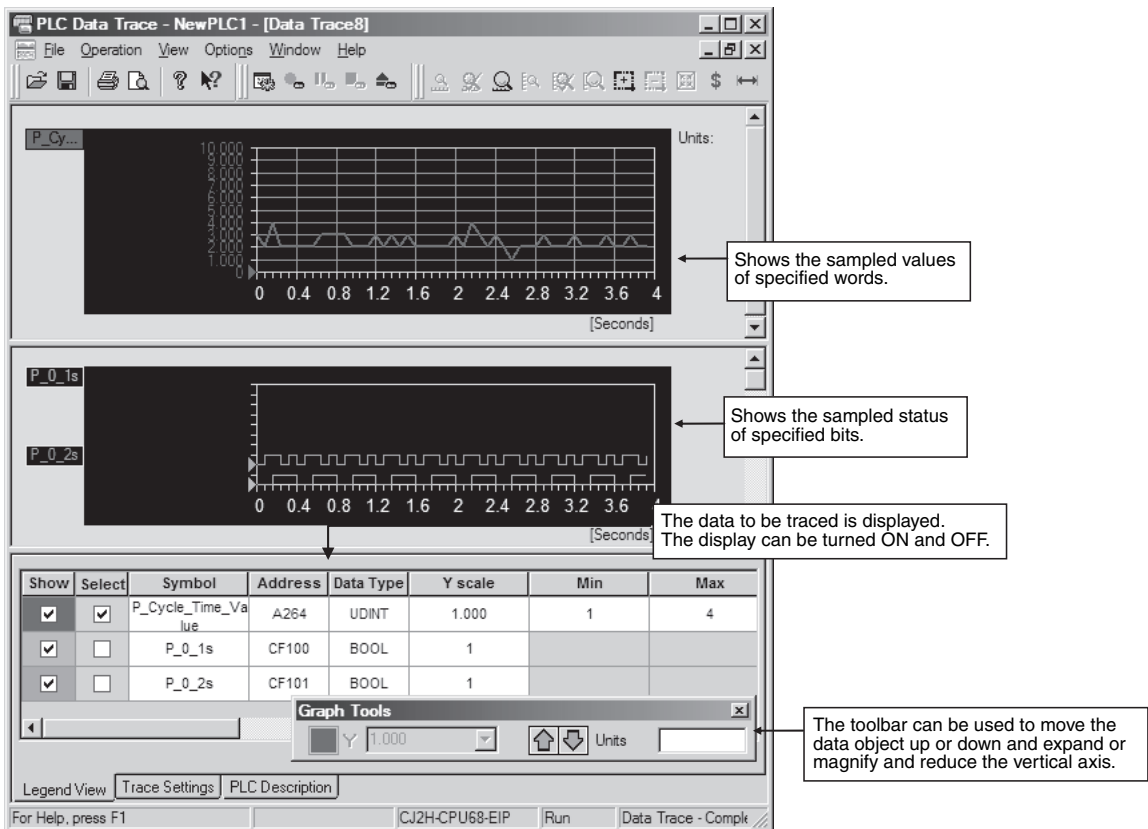 PLC Data Trace - NewPLC1 - [Data Trace8]
File Operation View Options Window Help
P_Cy...
Units:
10.000
9.000
8.000
7.000
6.000
5.000
4.000
3.000
2.000
1.000
0
0 0.4 0.8 1.2 1.6 2 2.4 2.8 3.2 3.6 4
[Seconds]
Shows the sampled values
of specified words.
P_0_1s
P_0_2s
0 0.4 0.8 1.2 1.6 2 2.4 2.8 3.2 3.6 4
[Seconds]
Shows the sampled status
of specified bits.
The data to be traced is displayed.
The display can be turned ON and OFF.
Show Select Symbol Address Data Type Y scale Min Max
P_Cycle_Time_Va
lue A264 UDINT 1.000 1 4
P_0_1s CF100 BOOL 1
P_0_2s CF101 BOOL 1
Graph Tools
Y 1.000 Units
The toolbar can be used to move the
data object up or down and expand or
magnify and reduce the vertical axis.
Legend View Trace Settings PLC Description
For Help, press F1 CJ2H-CPU68-EIP Run Data Trace - Comple